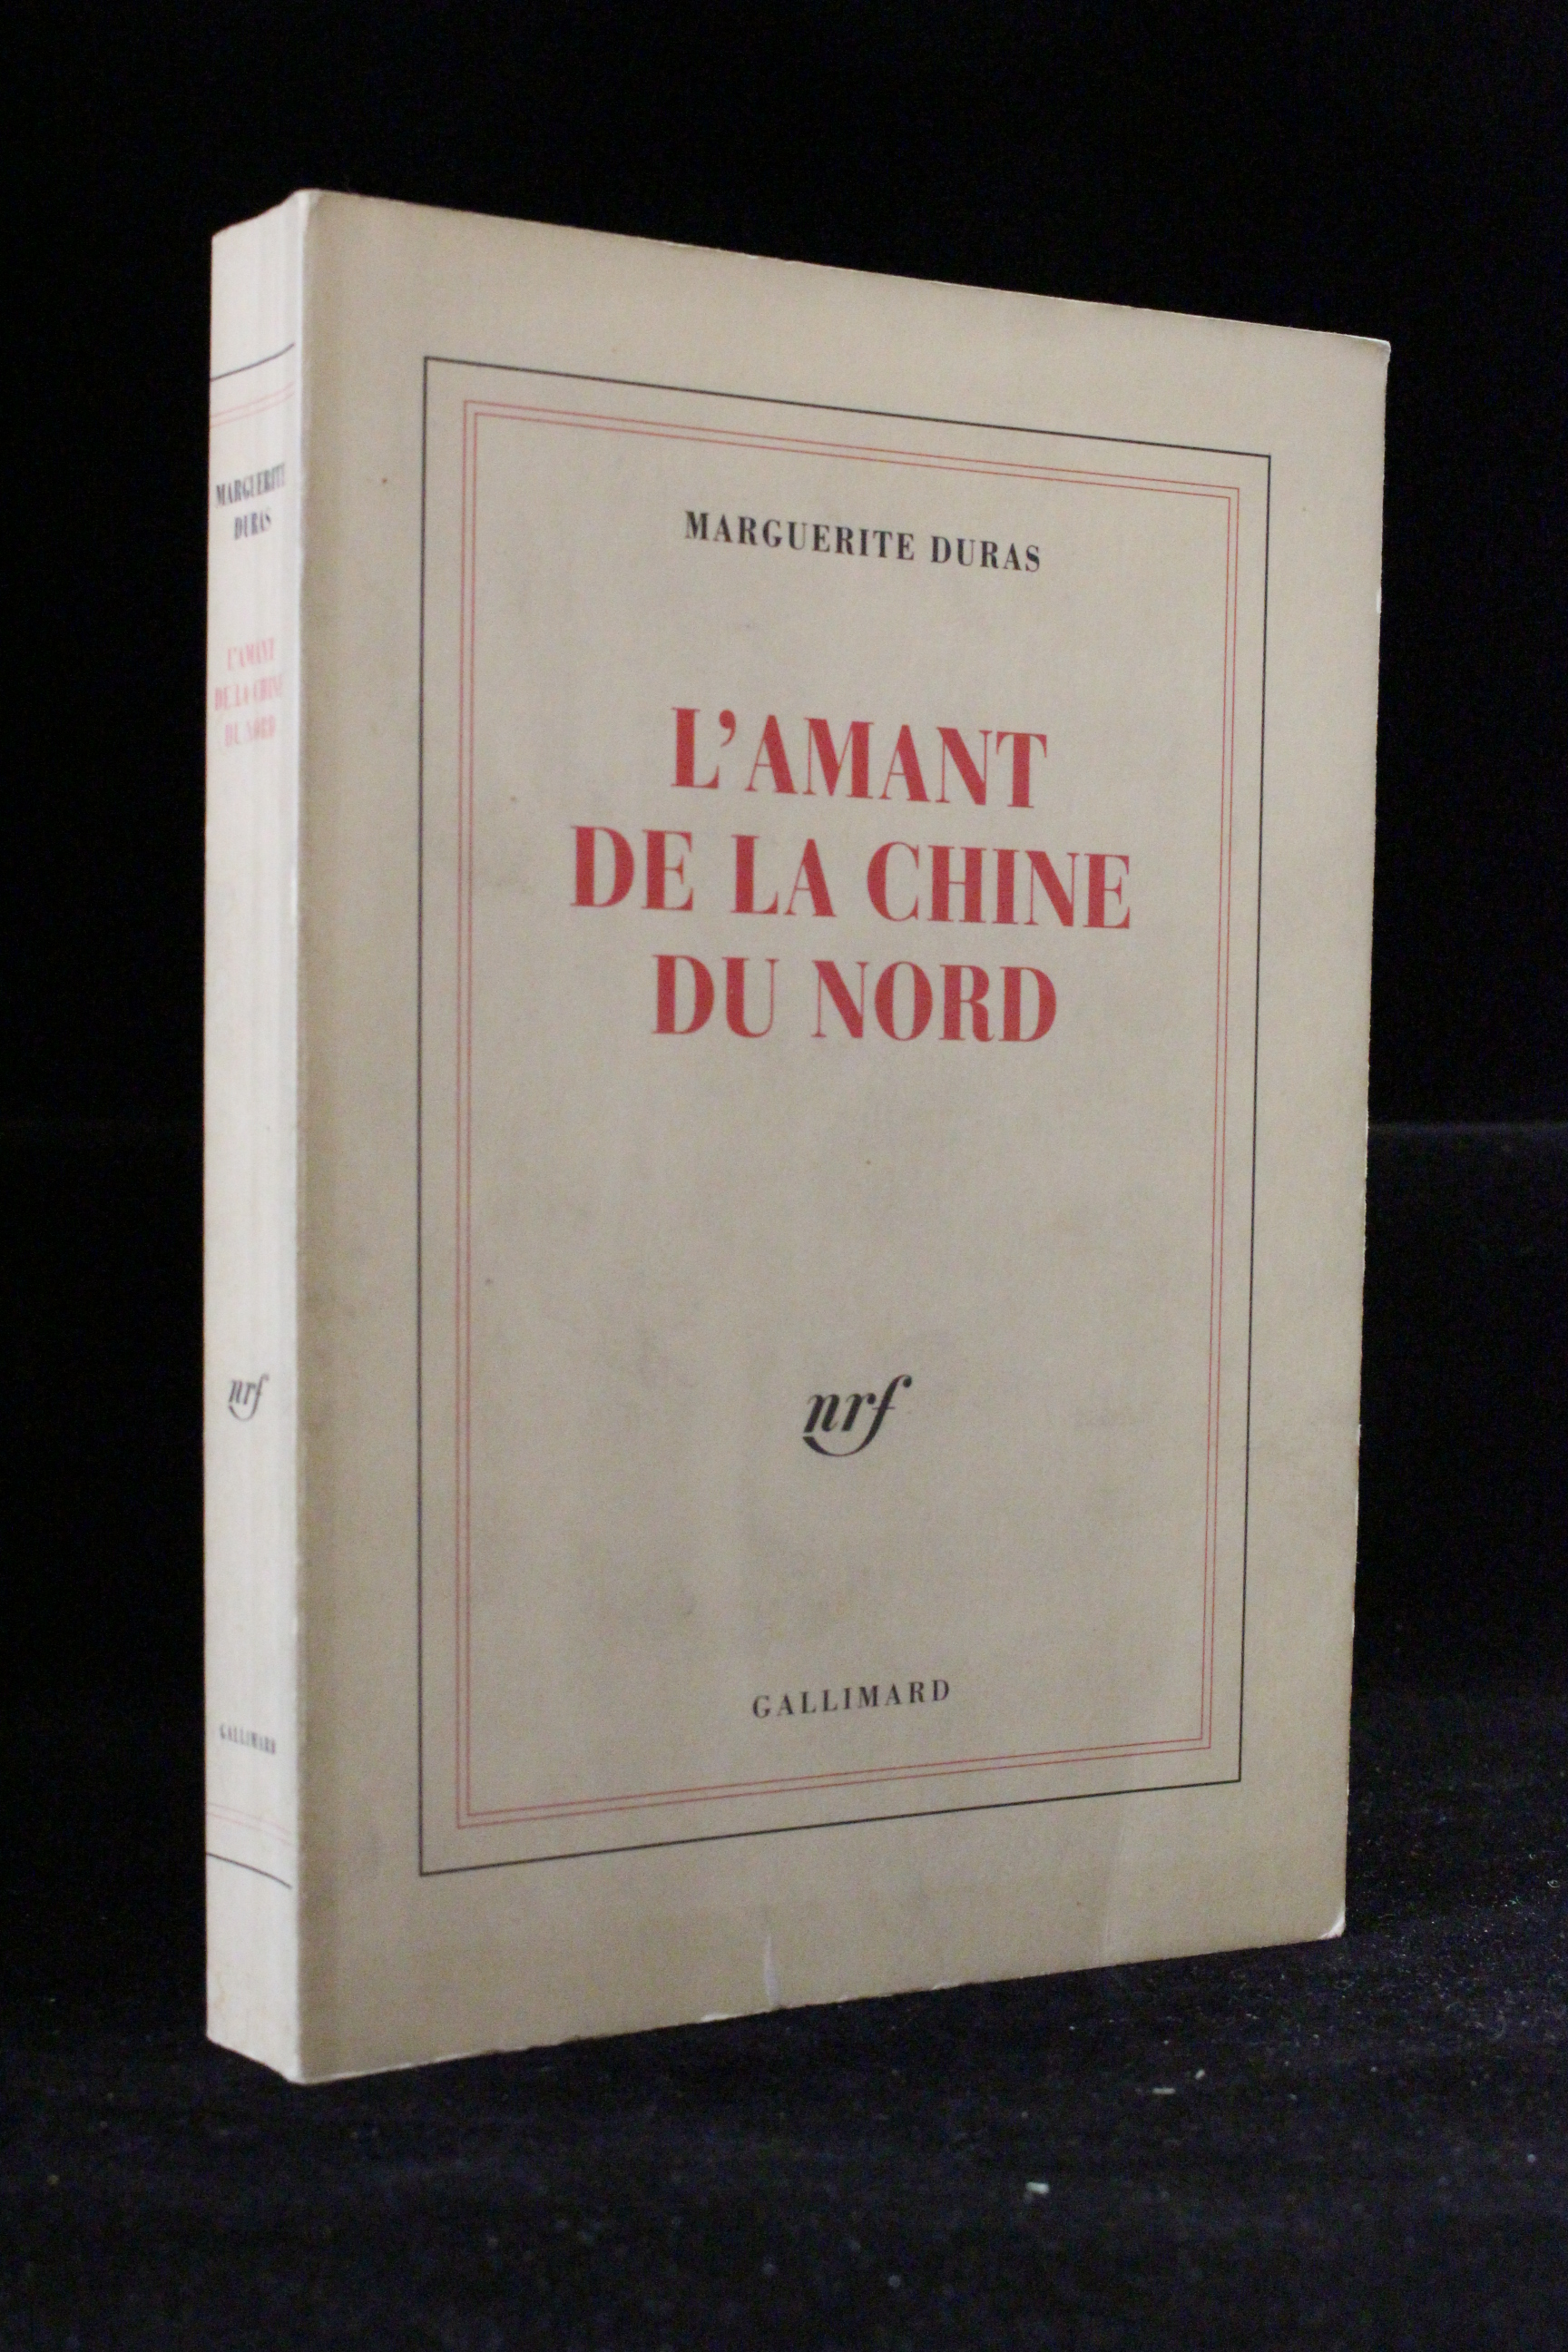 MARGUERITE
DURAS
L'AMANT
DE LA CHINE
DU NORD
nrf
GALLIMARD
MARGUERITE DURAS
L'AMANT
DE LA CHINE
DU NORD
nrf
GALLIMARD